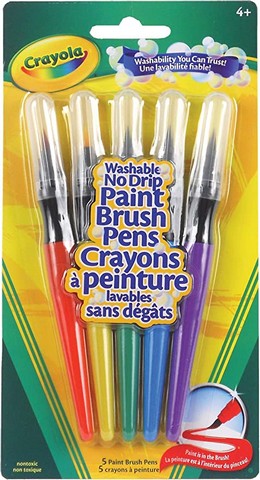 4+
Crayola
Washability You Can Trust!
Une lavabilité fiable!
Washable
No Drip
Paint
Brush
Pens
Crayons
à peinture
lavables
sans dégâts
Paint is in the Brush!
La peinture est à l'intérieur du pinceau!
nontoxic
non toxique
5 Paint Brush Pens
5 crayons à peinture